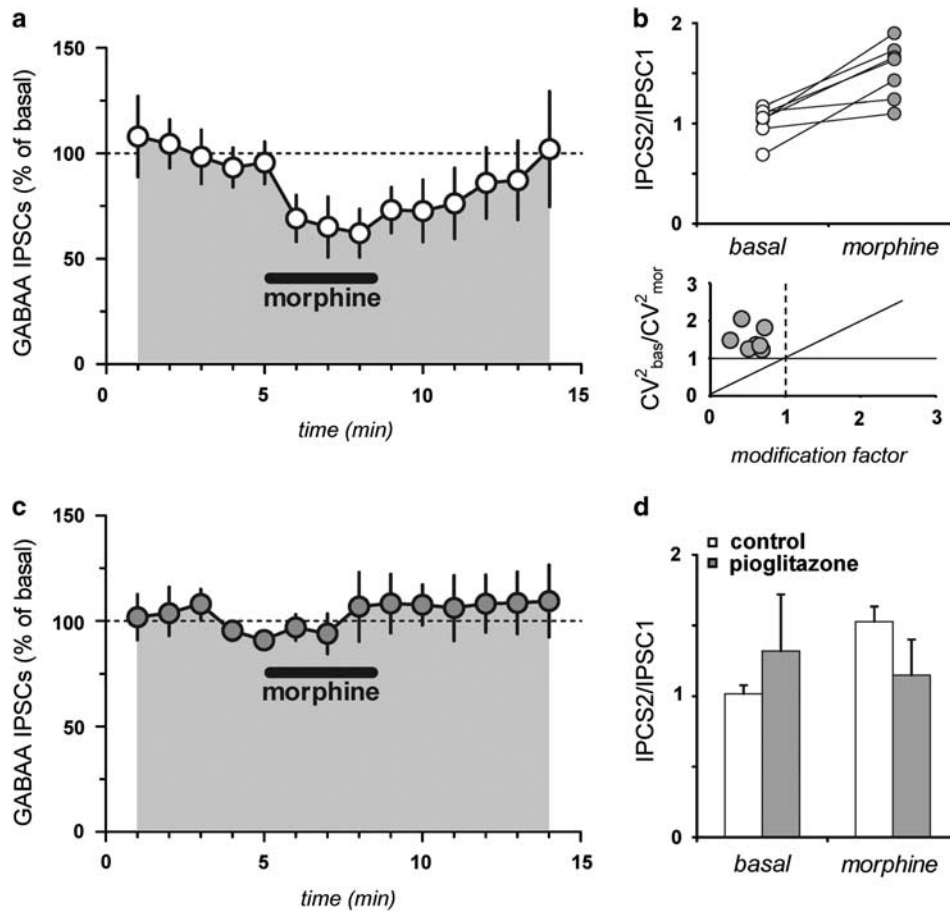 a
GABAA IPSCs (% of basal)
150
100
50
0
morphine
0 5 10 15
time (min)
b
IPCS2/IPSC1
2
1
0
basal morphine
CV²bas/CV²mor
3
2
1
0
0 1 2 3
modification factor
c
GABAA IPSCs (% of basal)
150
100
50
0
morphine
0 5 10 15
time (min)
d
control
pioglitazone
IPCS2/IPSC1
2
1
0
basal morphine